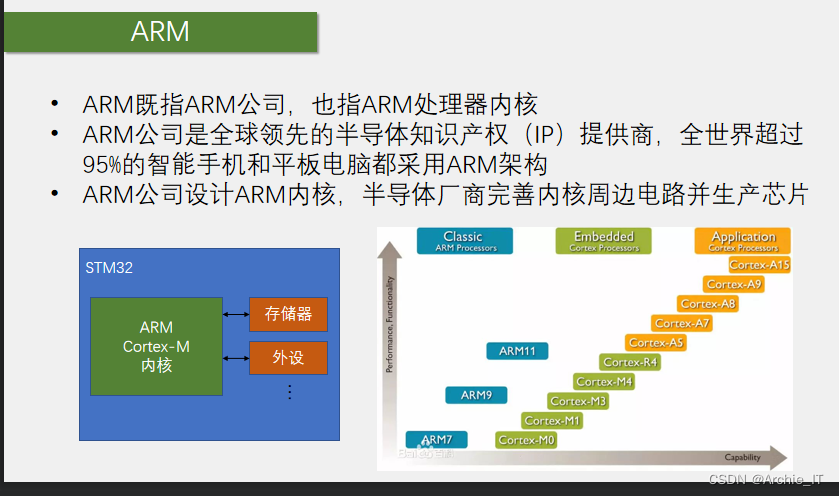 ARM
• ARM既指ARM公司，也指ARM处理器内核
• ARM公司是全球领先的半导体知识产权（IP）提供商，全世界超过
95%的智能手机和平板电脑都采用ARM架构
• ARM公司设计ARM内核，半导体厂商完善内核周边电路并生产芯片
STM32
ARM
Cortex-M
内核
存储器
外设
⋮
Classic
ARM Processors
Embedded
Cortex Processors
Application
Cortex Processors
Performance, Functionality
Cortex-A15
Cortex-A9
Cortex-A8
Cortex-A7
Cortex-A5
ARM11
Cortex-R4
Cortex-M4
ARM9
Cortex-M3
Cortex-M1
ARM7
Cortex-M0
Capability
CSDN @Archie_IT